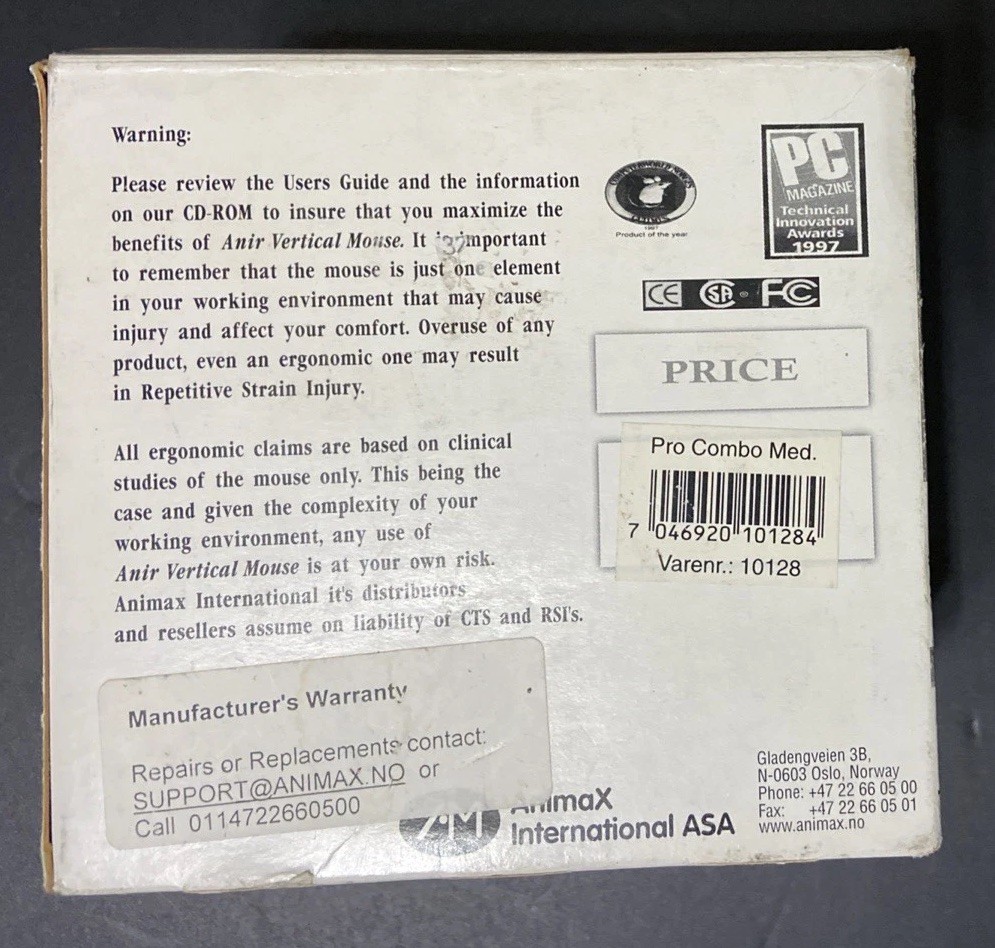 Warning:
Please review the Users Guide and the information
on our CD-ROM to insure that you maximize the
benefits of Anir Vertical Mouse. It is important
to remember that the mouse is just one element
in your working environment that may cause
injury and affect your comfort. Overuse of any
product, even an ergonomic one may result
in Repetitive Strain Injury.
All ergonomic claims are based on clinical
studies of the mouse only. This being the
case and given the complexity of your
working environment, any use of
Anir Vertical Mouse is at your own risk.
Animax International it's distributors
and resellers assume on liability of CTS and RSI's.
Manufacturer's Warranty
Repairs or Replacements contact:
SUPPORT@ANIMAX.NO or
Call 0114722660500
1997
Product of the year
PC
MAGAZINE
Technical
Innovation
Awards
1997
CE SA FC
PRICE
Pro Combo Med.
7 046920 101284
Varenr.: 10128
AM
AnimaX
International ASA
Gladengveien 3B,
N-0603 Oslo, Norway
Phone: +47 22 66 05 00
Fax: +47 22 66 05 01
www.animax.no